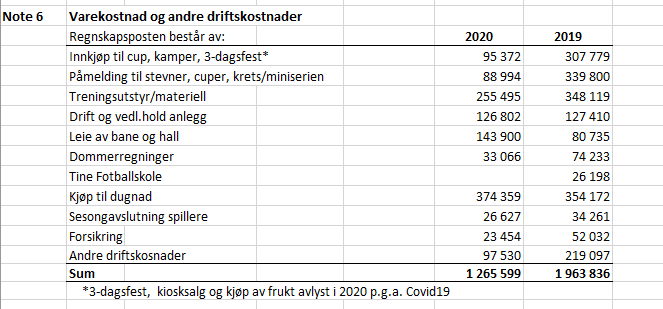 Note 6 Varekostnad og andre driftskostnader
Regnskapsposten består av: 2020 2019
Innkjøp til cup, kamper, 3-dagsfest* 95 372 307 779
Påmelding til stevner, cuper, krets/miniserien 88 994 339 800
Treningsutstyr/materiell 255 495 348 119
Drift og vedl.hold anlegg 126 802 127 410
Leie av bane og hall 143 900 80 735
Dommerregninger 33 066 74 233
Tine Fotballskole 26 198
Kjøp til dugnad 374 359 354 172
Sesongavslutning spillere 26 627 34 261
Forsikring 23 454 52 032
Andre driftskosnader 97 530 219 097
Sum 1 265 599 1 963 836
*3-dagsfest, kiosksalg og kjøp av frukt avlyst i 2020 p.g.a. Covid19